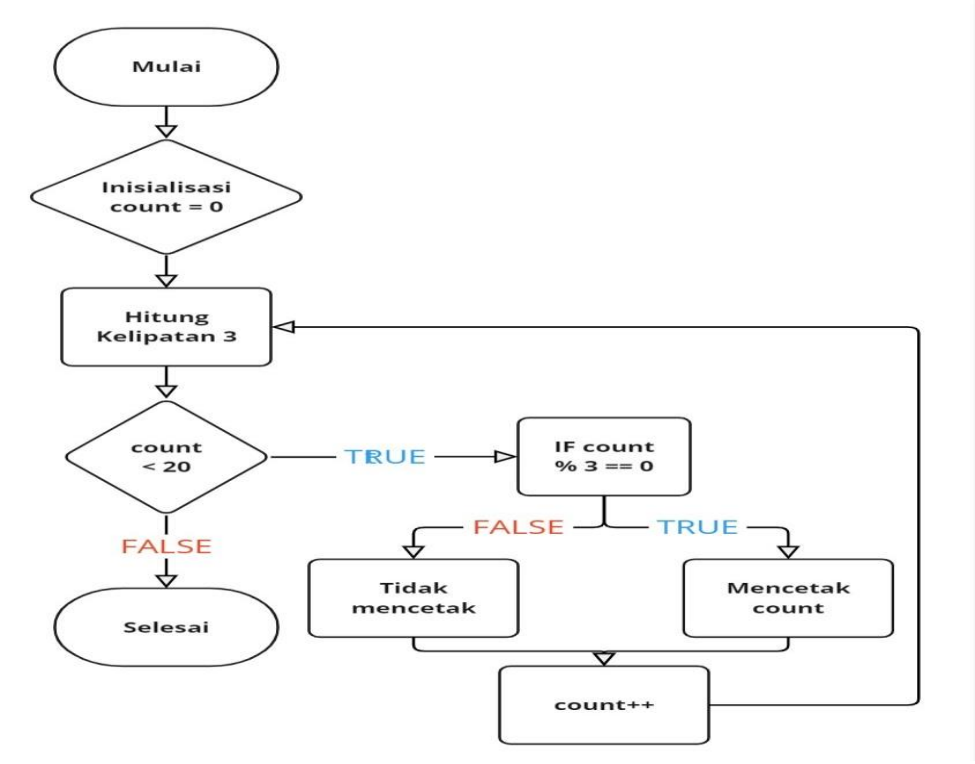 Mulai
Inisialisasi
count = 0
Hitung
Kelipatan 3
count
< 20
TRUE
IF count
% 3 == 0
FALSE
TRUE
FALSE
Tidak
mencetak
Mencetak
count
Selesai
count++